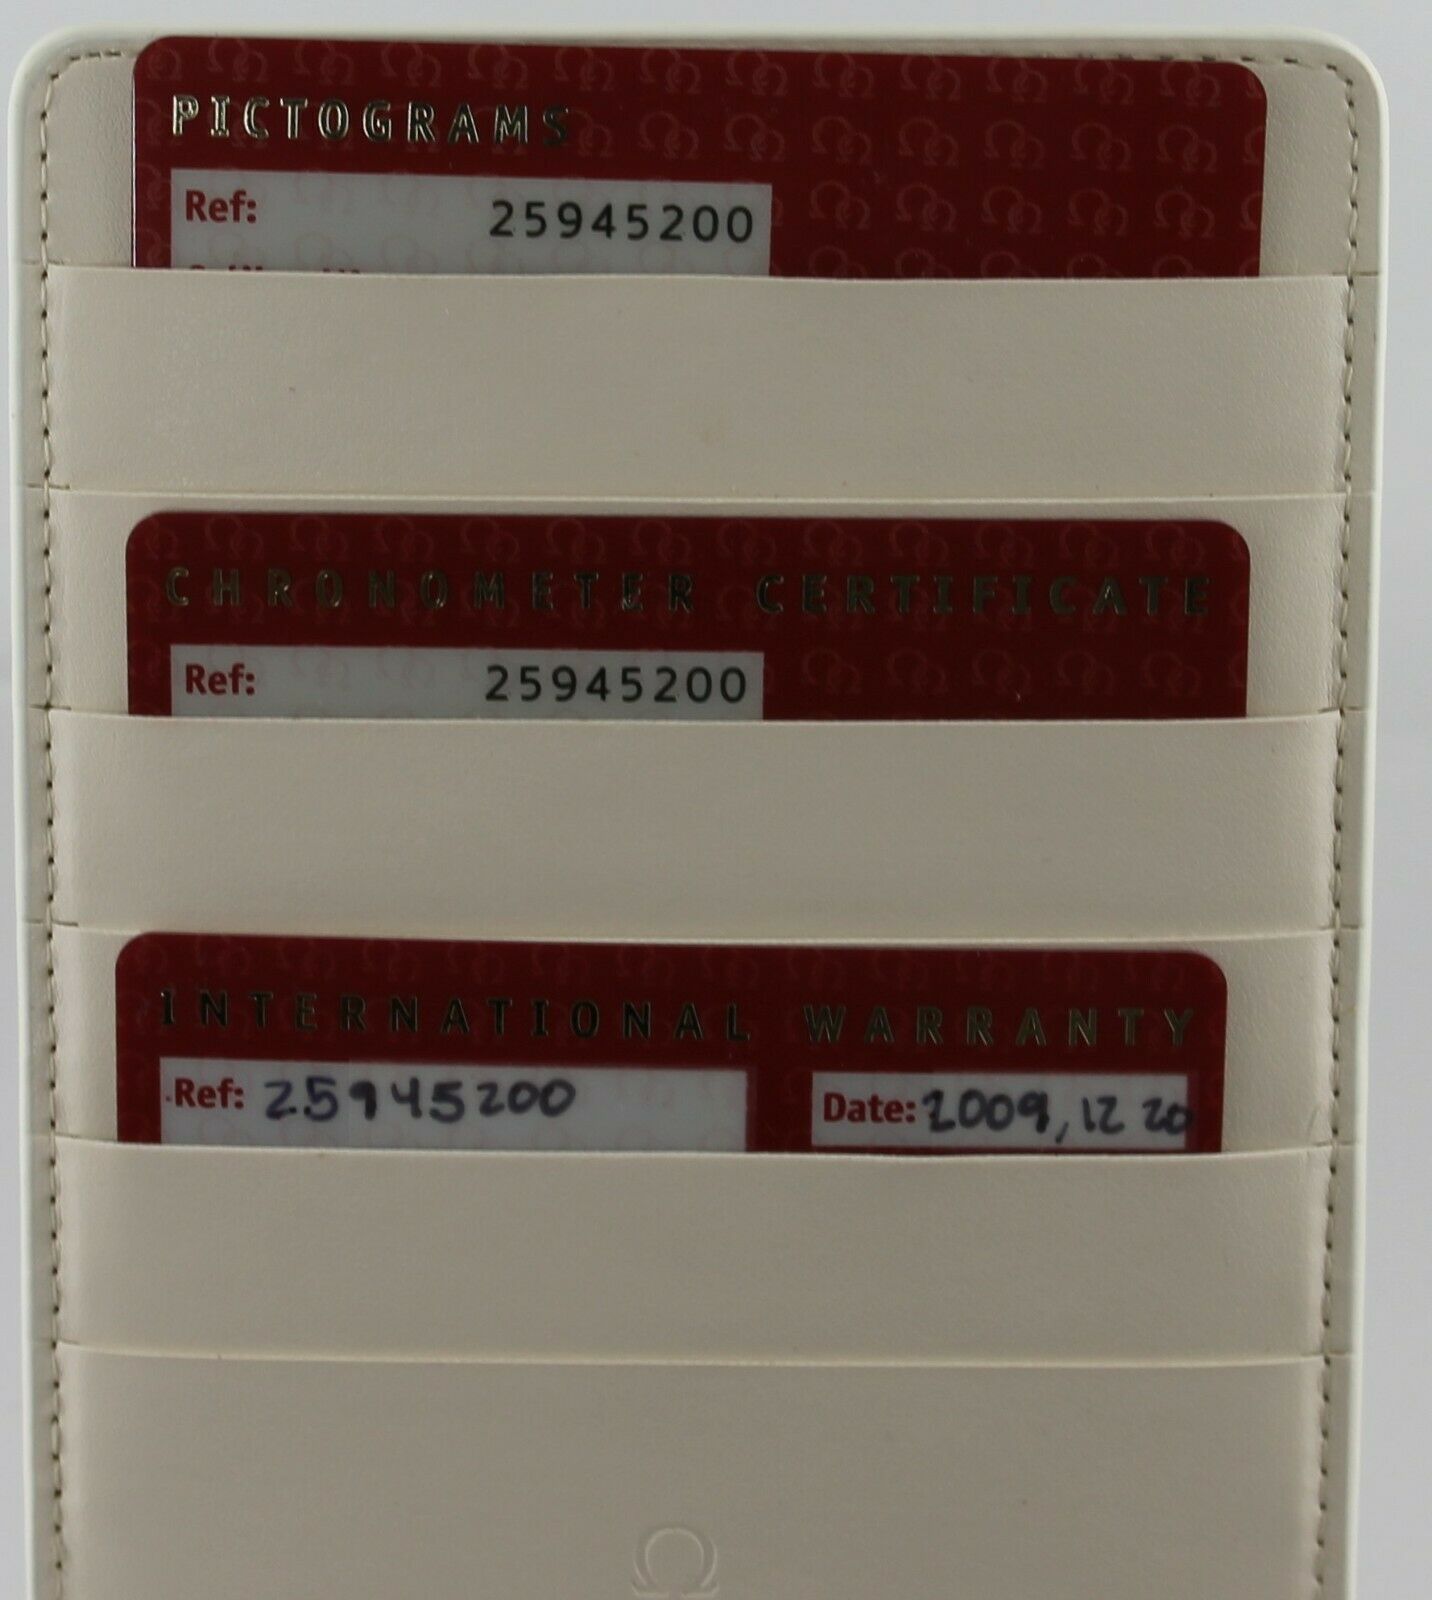 PICTOGRAMS
Ref: 25945200
CHRONOMETER CERTIFICATE
Ref: 25945200
INTERNATIONAL WARRANTY
Ref: 25945200 Date: 2009, 12 20